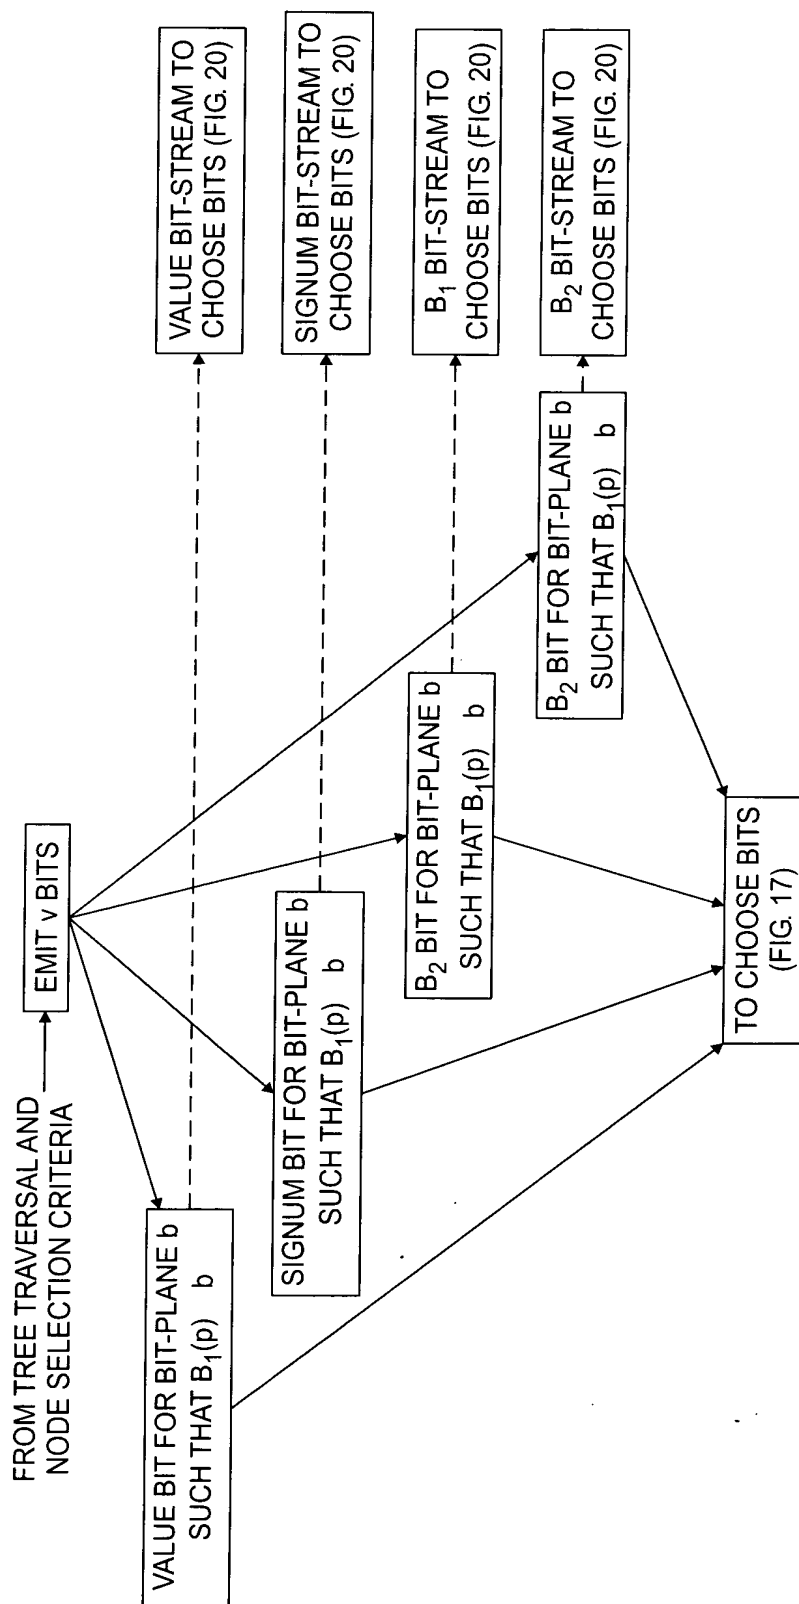 FROM TREE TRAVERSAL AND
NODE SELECTION CRITERIA
EMIT v BITS
VALUE BIT FOR BIT-PLANE b
SUCH THAT B₁(p) b
SIGNUM BIT FOR BIT-PLANE b
SUCH THAT B₁(p) b
B₂ BIT FOR BIT-PLANE b
SUCH THAT B₁(p) b
B₂ BIT FOR BIT-PLANE b
SUCH THAT B₁(p) b
VALUE BIT-STREAM TO
CHOOSE BITS (FIG. 20)
SIGNUM BIT-STREAM TO
CHOOSE BITS (FIG. 20)
B₁ BIT-STREAM TO
CHOOSE BITS (FIG. 20)
B₂ BIT-STREAM TO
CHOOSE BITS (FIG. 20)
TO CHOOSE BITS
(FIG. 17)